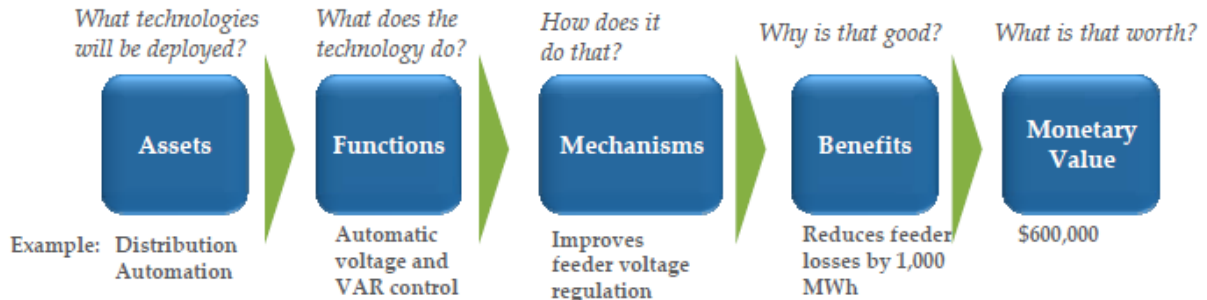 What technologies
will be deployed?
What does the
technology do?
How does it
do that?
Why is that good?
What is that worth?
Assets
Functions
Mechanisms
Benefits
Monetary
Value
Example: Distribution
Automation
Automatic
voltage and
VAR control
Improves
feeder voltage
regulation
Reduces feeder
losses by 1,000
MWh
$600,000